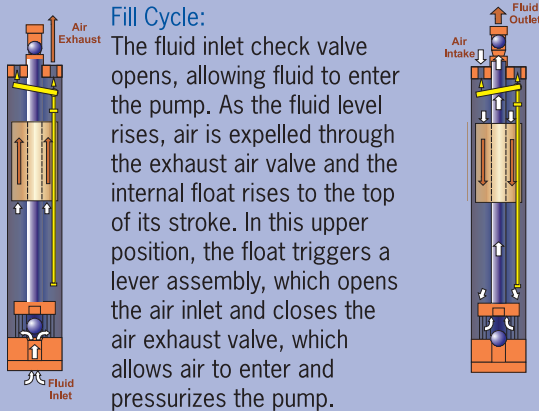 Air
Exhaust
Fill Cycle:
The fluid inlet check valve
opens, allowing fluid to enter
the pump. As the fluid level
rises, air is expelled through
the exhaust air valve and the
internal float rises to the top
of its stroke. In this upper
position, the float triggers a
lever assembly, which opens
the air inlet and closes the
air exhaust valve, which
allows air to enter and
pressurizes the pump.
Fluid
Inlet
Fluid
Outlet
Air
Intake